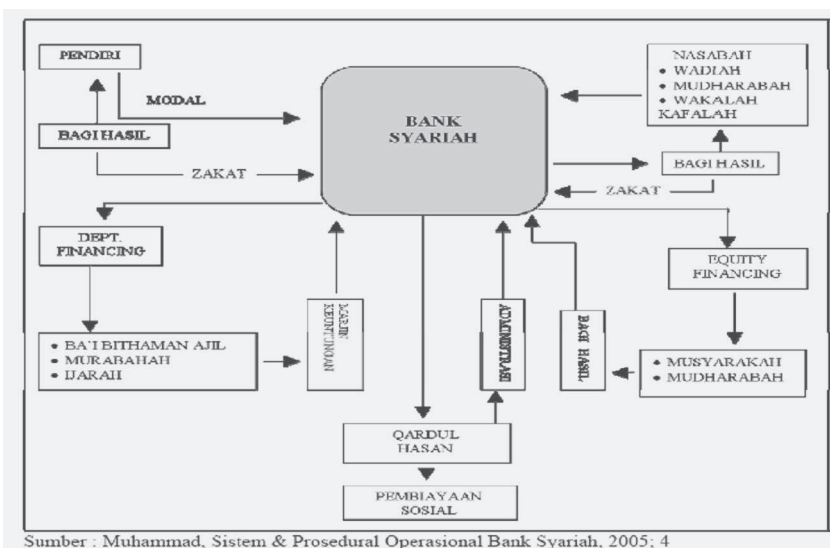 PENDIRI
MODAL
BAGI HASIL
ZAKAT
BANK
SYARIAH
NASABAH
• WADIAH
• MUDHARABAH
• WAKALAH
KAFALAH
BAGI HASIL
ZAKAT
DEPT.
FINANCING
EQUITY
FINANCING
• BA'I BITHAMAN AJIL
• MURABAHAH
• IJARAH
MARJIN
KEUNTUNGAN
ADMINISTRASI
BAGI HASIL
• MUSYARAKAH
• MUDHARABAH
QARDUL
HASAN
PEMBIAYAAN
SOSIAL
Sumber : Muhammad, Sistem & Prosedural Operasional Bank Syariah, 2005; 4